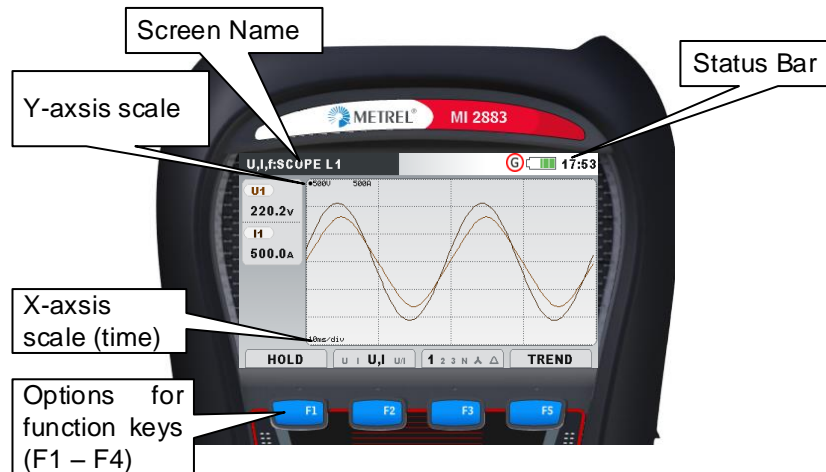 Screen Name
Status Bar
Y-axsis scale
METREL® MI 2883
U,I,f:SCOPE L1 G 17:53
500V 500A
U1
220.2V
I1
500.0A
X-axsis
scale (time)
10ms/div
HOLD U I U,I U/I 1 2 3 N ⅄ △ TREND
Options for
function keys
(F1 – F4)
F1 F2 F3 F5